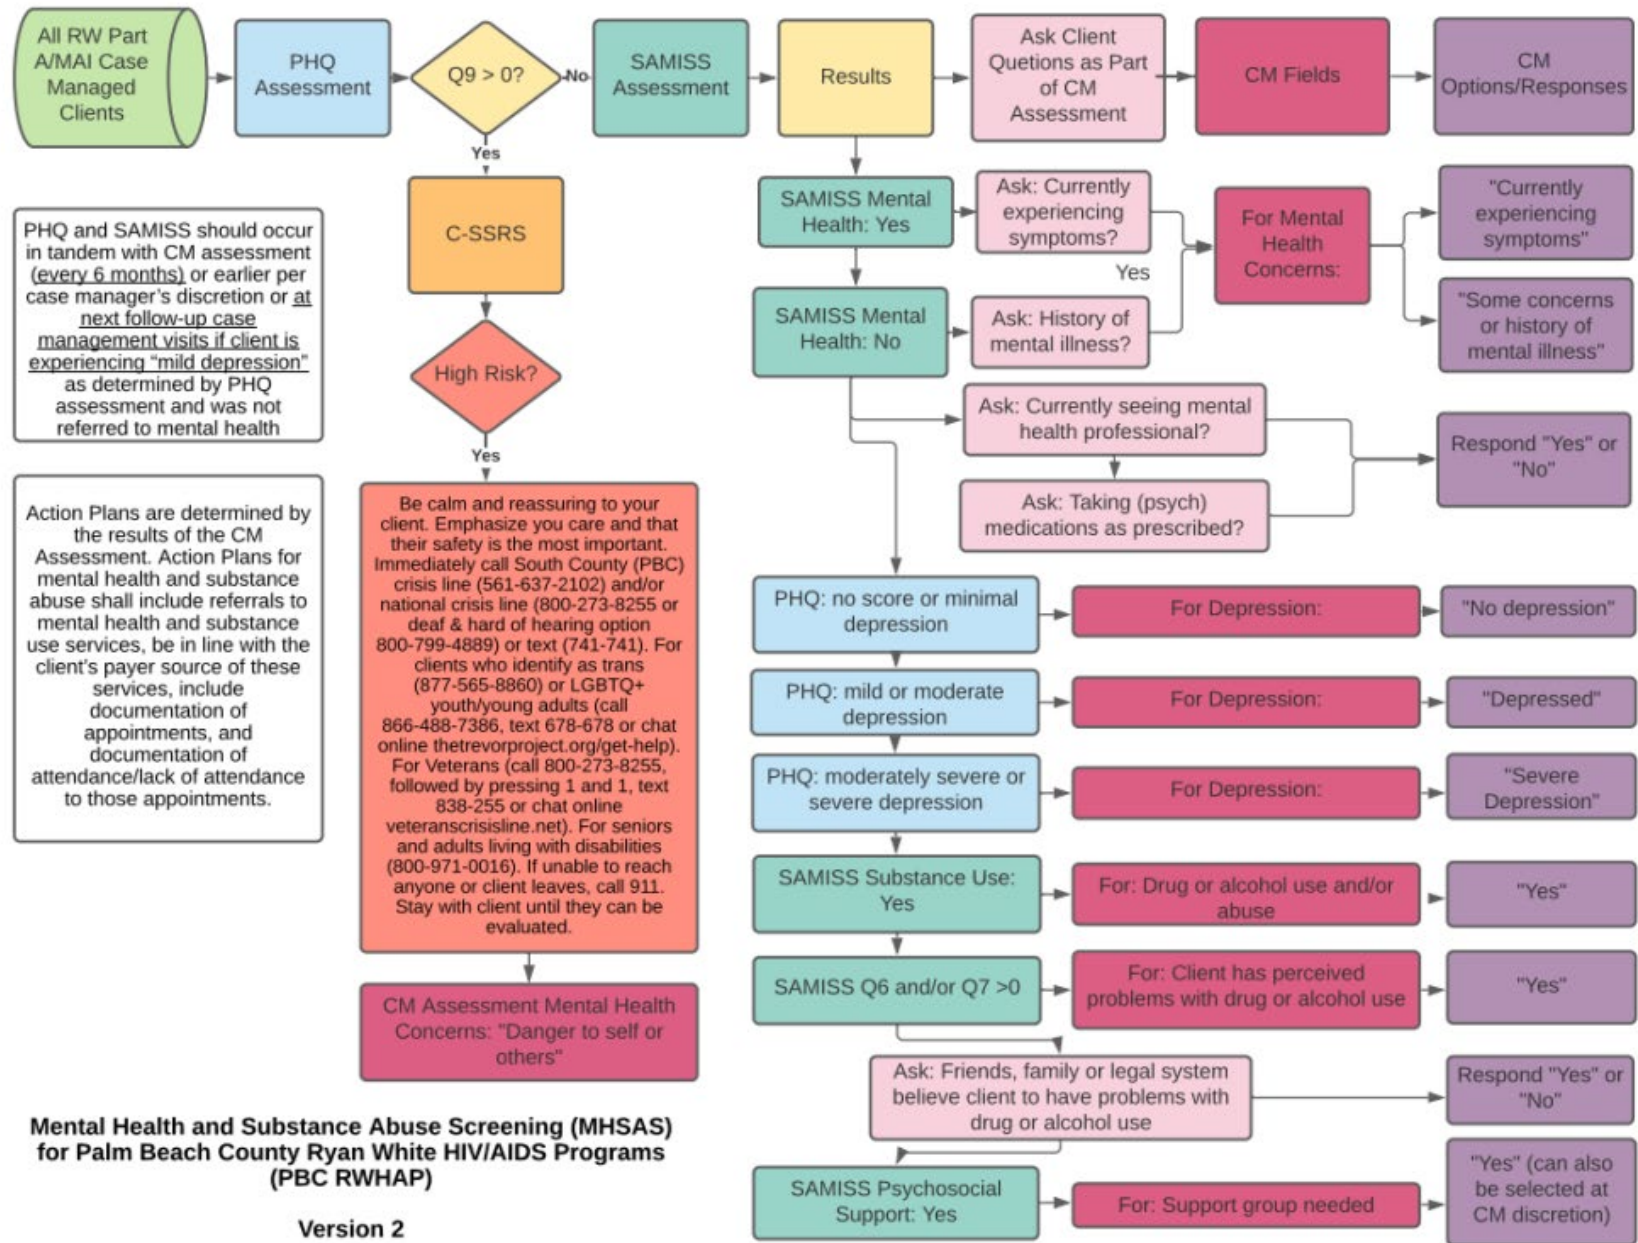 All RW Part
A/MAI Case
Managed
Clients
PHQ
Assessment
Q9 > 0?
No
SAMISS
Assessment
Results
Ask Client
Quetions as Part
of CM
Assessment
CM Fields
CM
Options/Responses
Yes
C-SSRS
High Risk?
Yes
Be calm and reassuring to your
client. Emphasize you care and that
their safety is the most important.
Immediately call South County (PBC)
crisis line (561-637-2102) and/or
national crisis line (800-273-8255 or
deaf & hard of hearing option
800-799-4889) or text (741-741). For
clients who identify as trans
(877-565-8860) or LGBTQ+
youth/young adults (call
866-488-7386, text 678-678 or chat
online thetrevorproject.org/get-help).
For Veterans (call 800-273-8255,
followed by pressing 1 and 1, text
838-255 or chat online
veteranscrisisline.net). For seniors
and adults living with disabilities
(800-971-0016). If unable to reach
anyone or client leaves, call 911.
Stay with client until they can be
evaluated.
CM Assessment Mental Health
Concerns: "Danger to self or
others"
PHQ and SAMISS should occur
in tandem with CM assessment
(every 6 months) or earlier per
case manager's discretion or at
next follow-up case
management visits if client is
experiencing “mild depression”
as determined by PHQ
assessment and was not
referred to mental health
Action Plans are determined by
the results of the CM
Assessment. Action Plans for
mental health and substance
abuse shall include referrals to
mental health and substance
use services, be in line with the
client's payer source of these
services, include
documentation of
appointments, and
documentation of
attendance/lack of attendance
to those appointments.
SAMISS Mental
Health: Yes
Ask: Currently
experiencing
symptoms?
Yes
For Mental
Health
Concerns:
"Currently
experiencing
symptoms"
SAMISS Mental
Health: No
Ask: History of
mental illness?
"Some concerns
or history of
mental illness"
Ask: Currently seeing mental
health professional?
Ask: Taking (psych)
medications as prescribed?
Respond "Yes" or
"No"
PHQ: no score or minimal
depression
For Depression:
"No depression"
PHQ: mild or moderate
depression
For Depression:
"Depressed"
PHQ: moderately severe or
severe depression
For Depression:
"Severe
Depression"
SAMISS Substance Use:
Yes
For: Drug or alcohol use and/or
abuse
"Yes"
SAMISS Q6 and/or Q7 >0
For: Client has perceived
problems with drug or alcohol use
"Yes"
Ask: Friends, family or legal system
believe client to have problems with
drug or alcohol use
Respond "Yes" or
"No"
SAMISS Psychosocial
Support: Yes
For: Support group needed
"Yes" (can also
be selected at
CM discretion)
Mental Health and Substance Abuse Screening (MHSAS)
for Palm Beach County Ryan White HIV/AIDS Programs
(PBC RWHAP)
Version 2